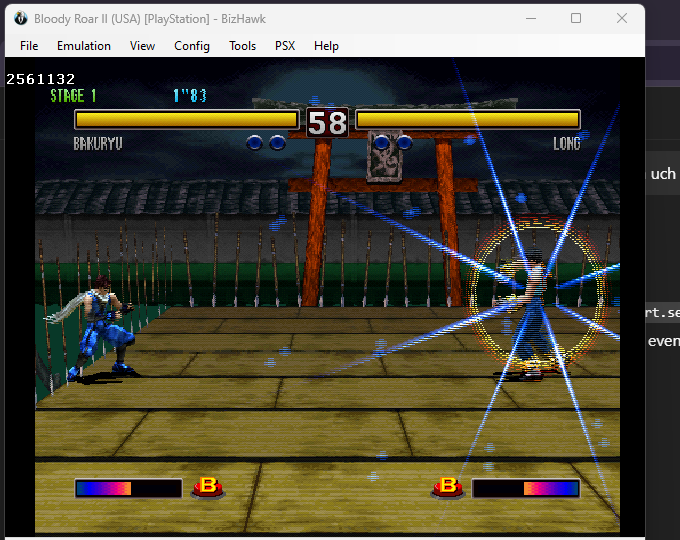 Bloody Roar II (USA) [PlayStation] - BizHawk
File Emulation View Config Tools PSX Help
2561132
STAGE 1 1"83
58
BAKURYU LONG
uch
rt.se
even
B B